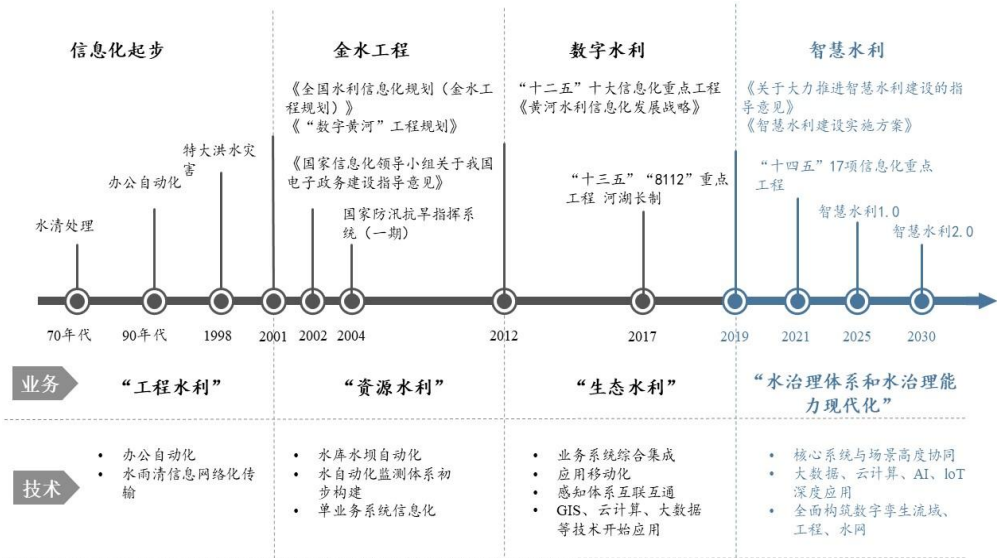 信息化起步
金水工程
数字水利
智慧水利
《全国水利信息化规划（金水工
程规划）》
《“数字黄河”工程规划》
“十二五”十大信息化重点工程
《黄河水利信息化发展战略》
《关于大力推进智慧水利建设的指
导意见》
《智慧水利建设实施方案》
特大洪水灾
害
《国家信息化领导小组关于我国
电子政务建设指导意见》
“十三五”“8112”重点
工程 河湖长制
“十四五”17项信息化重点
工程
办公自动化
水清处理
国家防汛抗旱指挥系
统（一期）
智慧水利1.0
智慧水利2.0
70年代
90年代
1998
2001
2002
2004
2012
2017
2019
2021
2025
2030
业务
“工程水利”
“资源水利”
“生态水利”
“水治理体系和水治理能
力现代化”
技术
• 办公自动化
• 水雨清信息网络化传
输
• 水库水坝自动化
• 水自动化监测体系初
步构建
• 单业务系统信息化
• 业务系统综合集成
• 应用移动化
• 感知体系互联互通
• GIS、云计算、大数据
等技术开始应用
• 核心系统与场景高度协同
• 大数据、云计算、AI、loT
深度应用
• 全面构筑数字孪生流域、
工程、水网